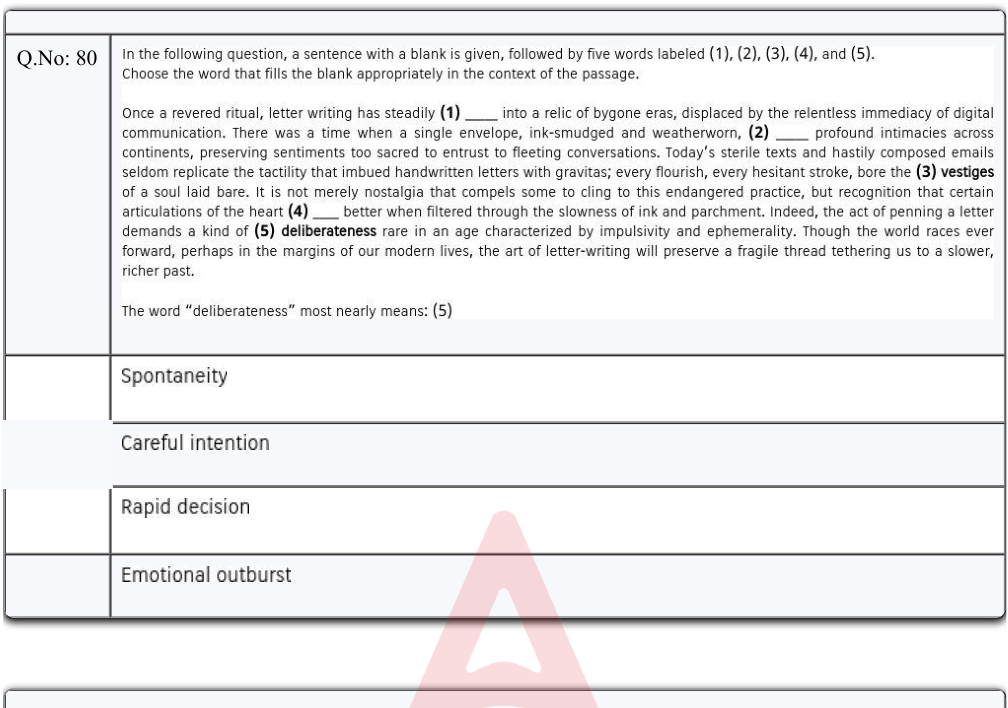 Q.No: 80
In the following question, a sentence with a blank is given, followed by five words labeled (1), (2), (3), (4), and (5).
Choose the word that fills the blank appropriately in the context of the passage.
Once a revered ritual, letter writing has steadily (1) ____ into a relic of bygone eras, displaced by the relentless immediacy of digital
communication. There was a time when a single envelope, ink-smudged and weatherworn, (2) ____ profound intimacies across
continents, preserving sentiments too sacred to entrust to fleeting conversations. Today's sterile texts and hastily composed emails
seldom replicate the tactility that imbued handwritten letters with gravitas; every flourish, every hesitant stroke, bore the (3) vestiges
of a soul laid bare. It is not merely nostalgia that compels some to cling to this endangered practice, but recognition that certain
articulations of the heart (4) ___ better when filtered through the slowness of ink and parchment. Indeed, the act of penning a letter
demands a kind of (5) deliberateness rare in an age characterized by impulsivity and ephemerality. Though the world races ever
forward, perhaps in the margins of our modern lives, the art of letter-writing will preserve a fragile thread tethering us to a slower,
richer past.
The word "deliberateness" most nearly means: (5)
Spontaneity
Careful intention
Rapid decision
Emotional outburst